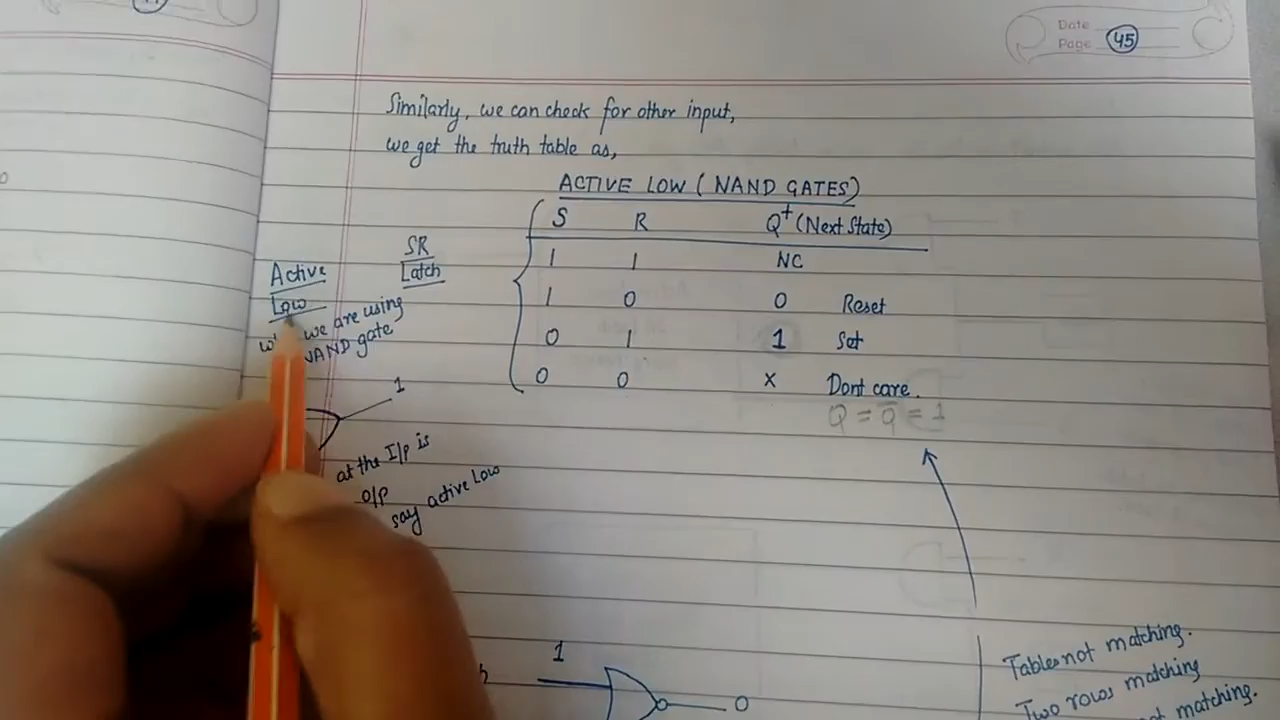 Date
Page 45
Similarly, we can check for other input,
we get the truth table as,
ACTIVE LOW (NAND GATES)
S R Q+ (Next State)
1 1 NC
1 0 0 Reset
0 1 1 Set
0 0 X Dont care.
Q = Q̅ = 1
SR
Latch
Active
Low
we are using
NAND gate
1
at the I/p is
O/p
say active Low
1
0
Tables not matching.
Two rows matching
matching.